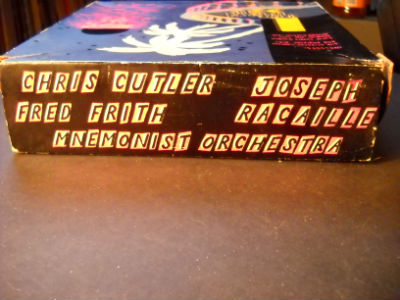 CHRIS CUTLER JOSEPH
FRED FRITH RACAILLE
MNEMONIST ORCHESTRA